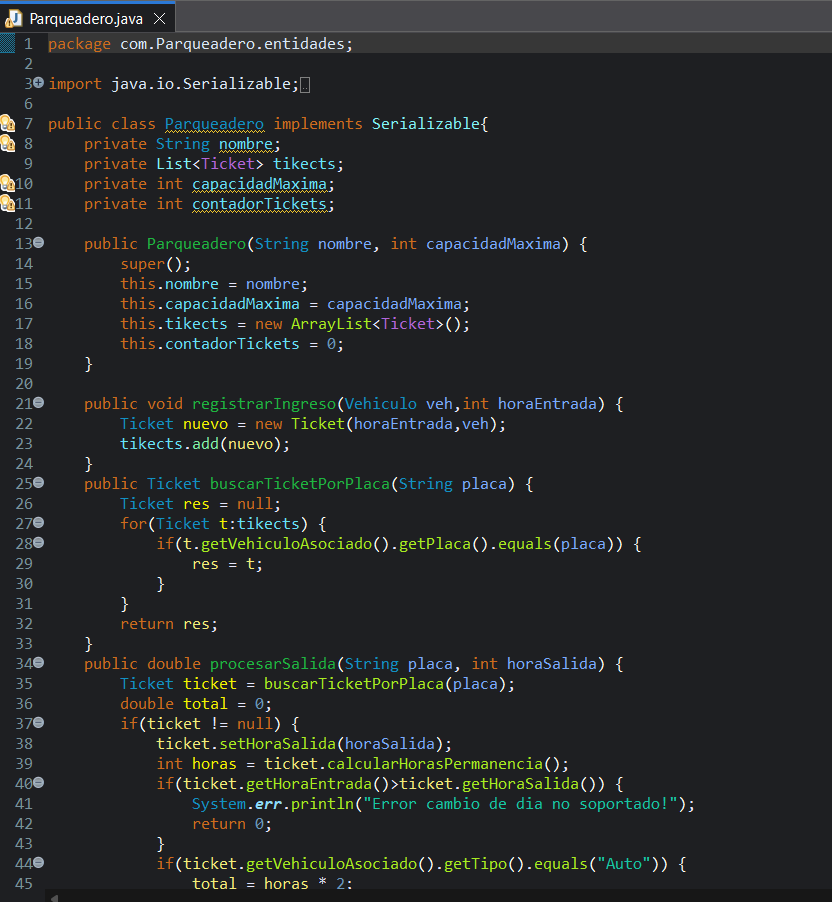 Parqueadero.java
1 package com.Parqueadero.entidades;
2
3 import java.io.Serializable;
6
7 public class Parqueadero implements Serializable{
8     private String nombre;
9     private List<Ticket> tikects;
10     private int capacidadMaxima;
11     private int contadorTickets;
12
13     public Parqueadero(String nombre, int capacidadMaxima) {
14         super();
15         this.nombre = nombre;
16         this.capacidadMaxima = capacidadMaxima;
17         this.tikects = new ArrayList<Ticket>();
18         this.contadorTickets = 0;
19     }
20
21     public void registrarIngreso(Vehiculo veh,int horaEntrada) {
22         Ticket nuevo = new Ticket(horaEntrada,veh);
23         tikects.add(nuevo);
24     }
25     public Ticket buscarTicketPorPlaca(String placa) {
26         Ticket res = null;
27         for(Ticket t:tikects) {
28             if(t.getVehiculoAsociado().getPlaca().equals(placa)) {
29                 res = t;
30             }
31         }
32         return res;
33     }
34     public double procesarSalida(String placa, int horaSalida) {
35         Ticket ticket = buscarTicketPorPlaca(placa);
36         double total = 0;
37         if(ticket != null) {
38             ticket.setHoraSalida(horaSalida);
39             int horas = ticket.calcularHorasPermanencia();
40             if(ticket.getHoraEntrada()>ticket.getHoraSalida()) {
41                 System.err.println("Error cambio de dia no soportado!");
42                 return 0;
43             }
44             if(ticket.getVehiculoAsociado().getTipo().equals("Auto")) {
45                 total = horas * 2;